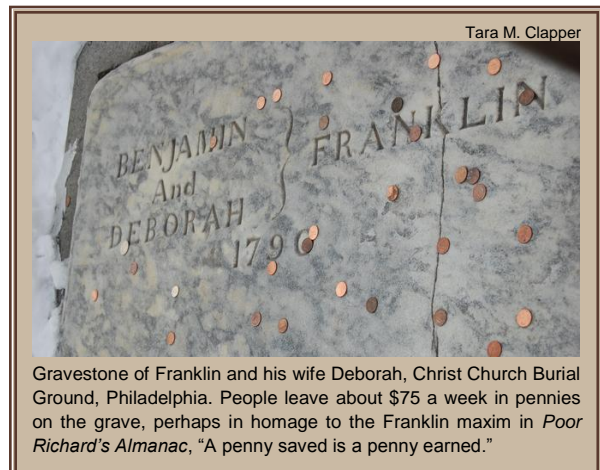 Tara M. Clapper
BENJAMIN
And
DEBORAH
FRANKLIN
1790
Gravestone of Franklin and his wife Deborah, Christ Church Burial
Ground, Philadelphia. People leave about $75 a week in pennies
on the grave, perhaps in homage to the Franklin maxim in Poor
Richard’s Almanac, “A penny saved is a penny earned.”